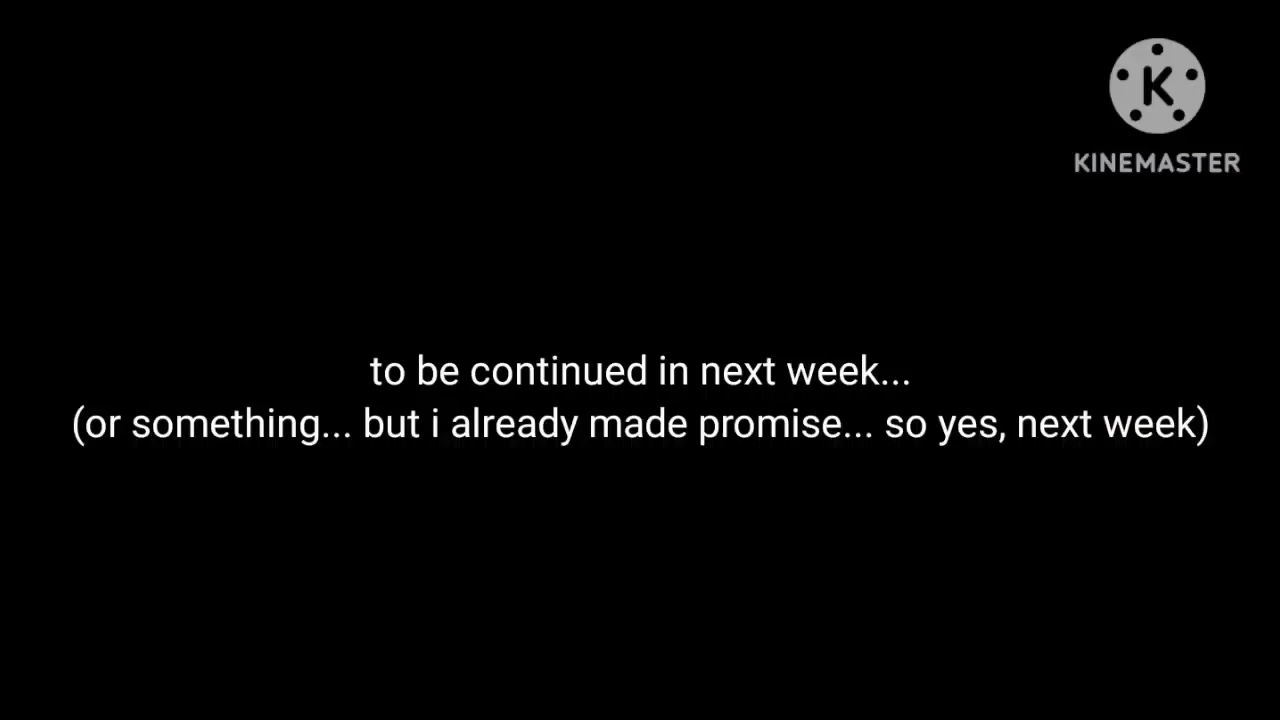 K
KINEMASTER
to be continued in next week...
(or something... but i already made promise... so yes, next week)